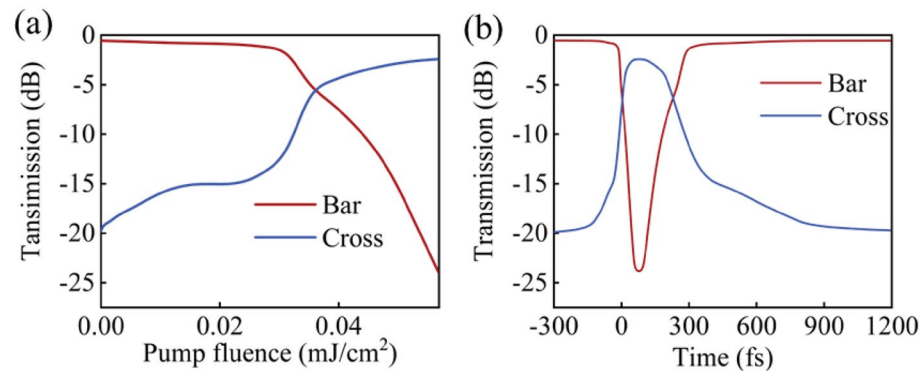 (a)
0
-5
-10
-15
-20
-25
Tansimission (dB)
Bar
Cross
0.00 0.02 0.04
Pump fluence (mJ/cm²)
(b)
0
-5
-10
-15
-20
-25
Transmission (dB)
Bar
Cross
-300 0 300 600 900 1200
Time (fs)